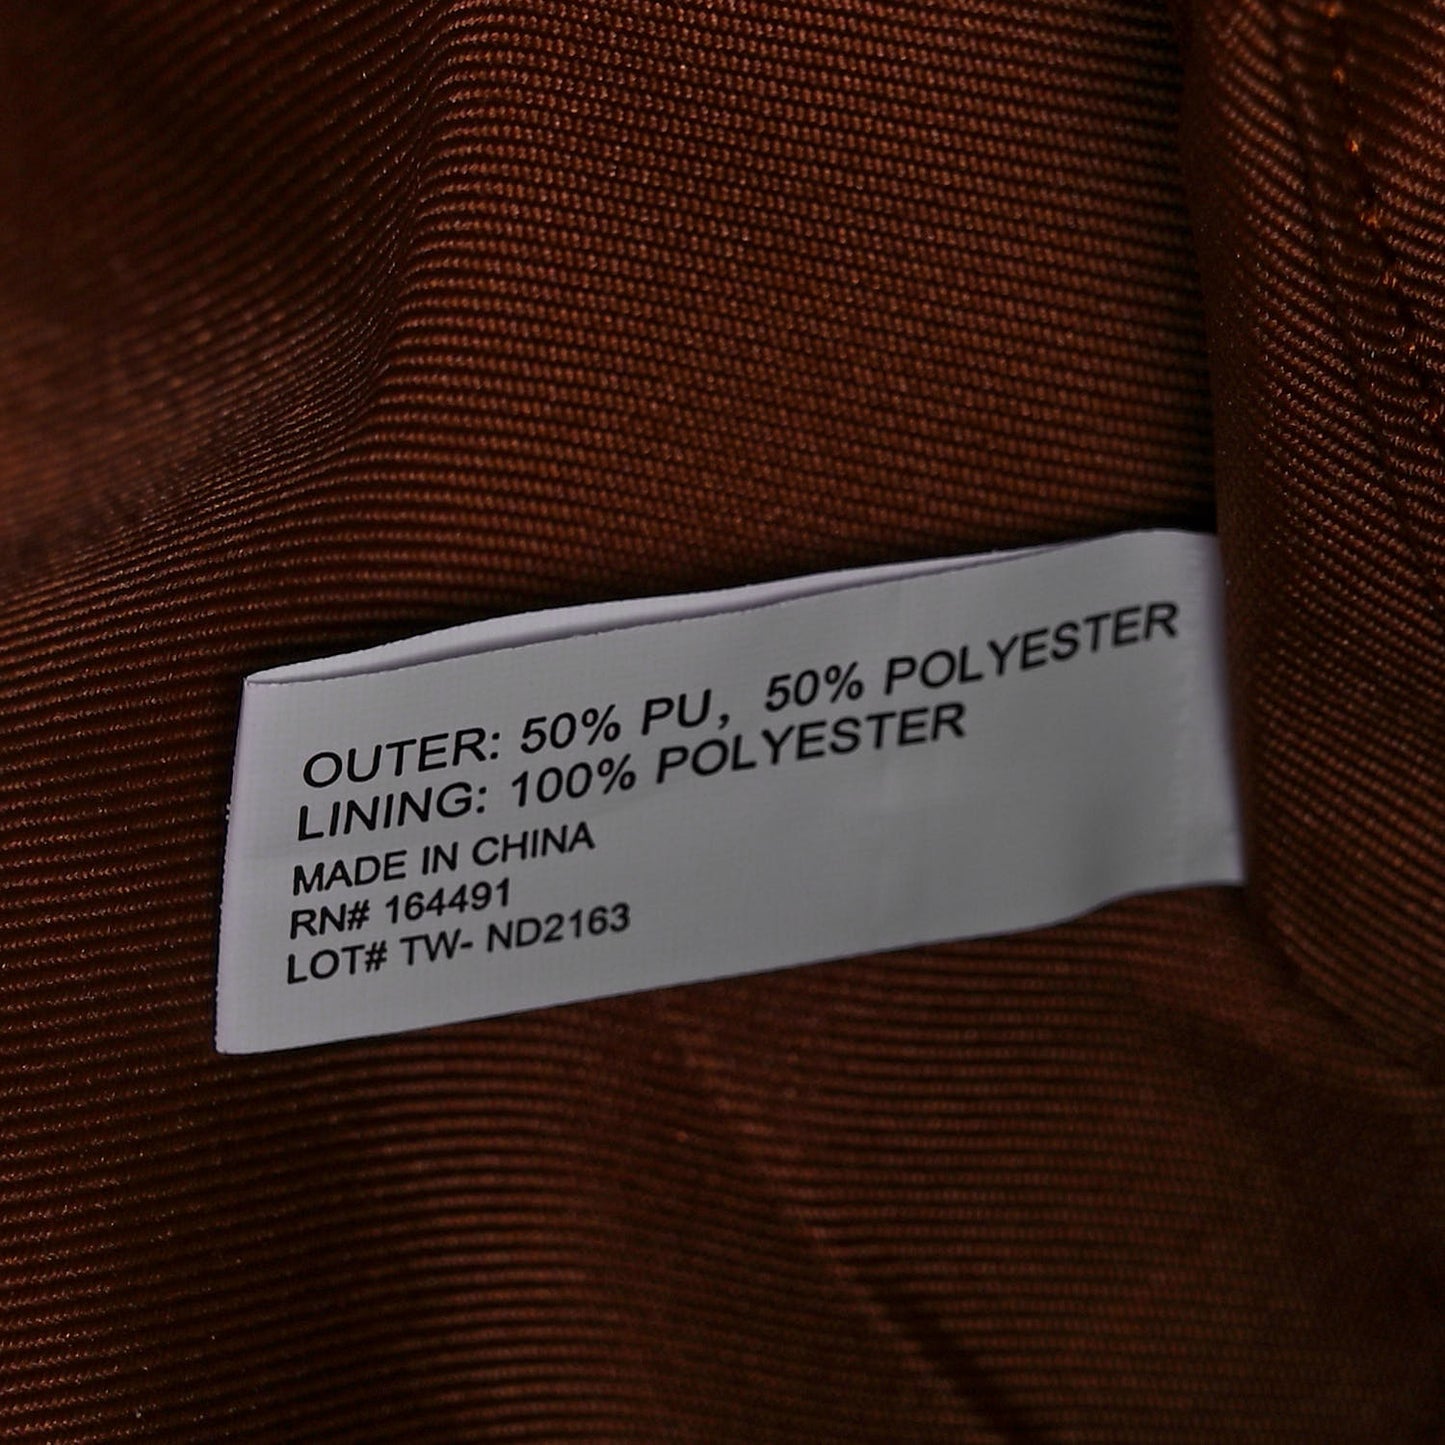 OUTER: 50% PU, 50% POLYESTER
LINING: 100% POLYESTER
MADE IN CHINA
RN# 164491
LOT# TW- ND2163